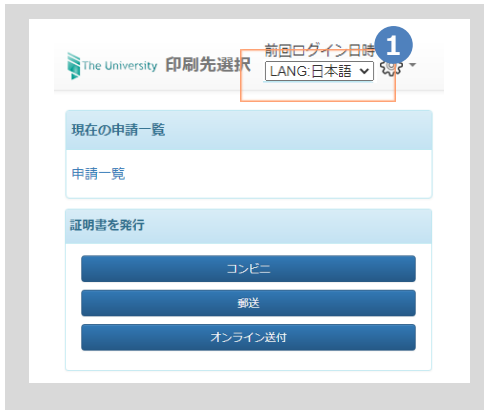 前回ログイン日時
1
The University 印刷先選択 LANG:日本語
現在の申請一覧
申請一覧
証明書を発行
コンビニ
郵送
オンライン送付